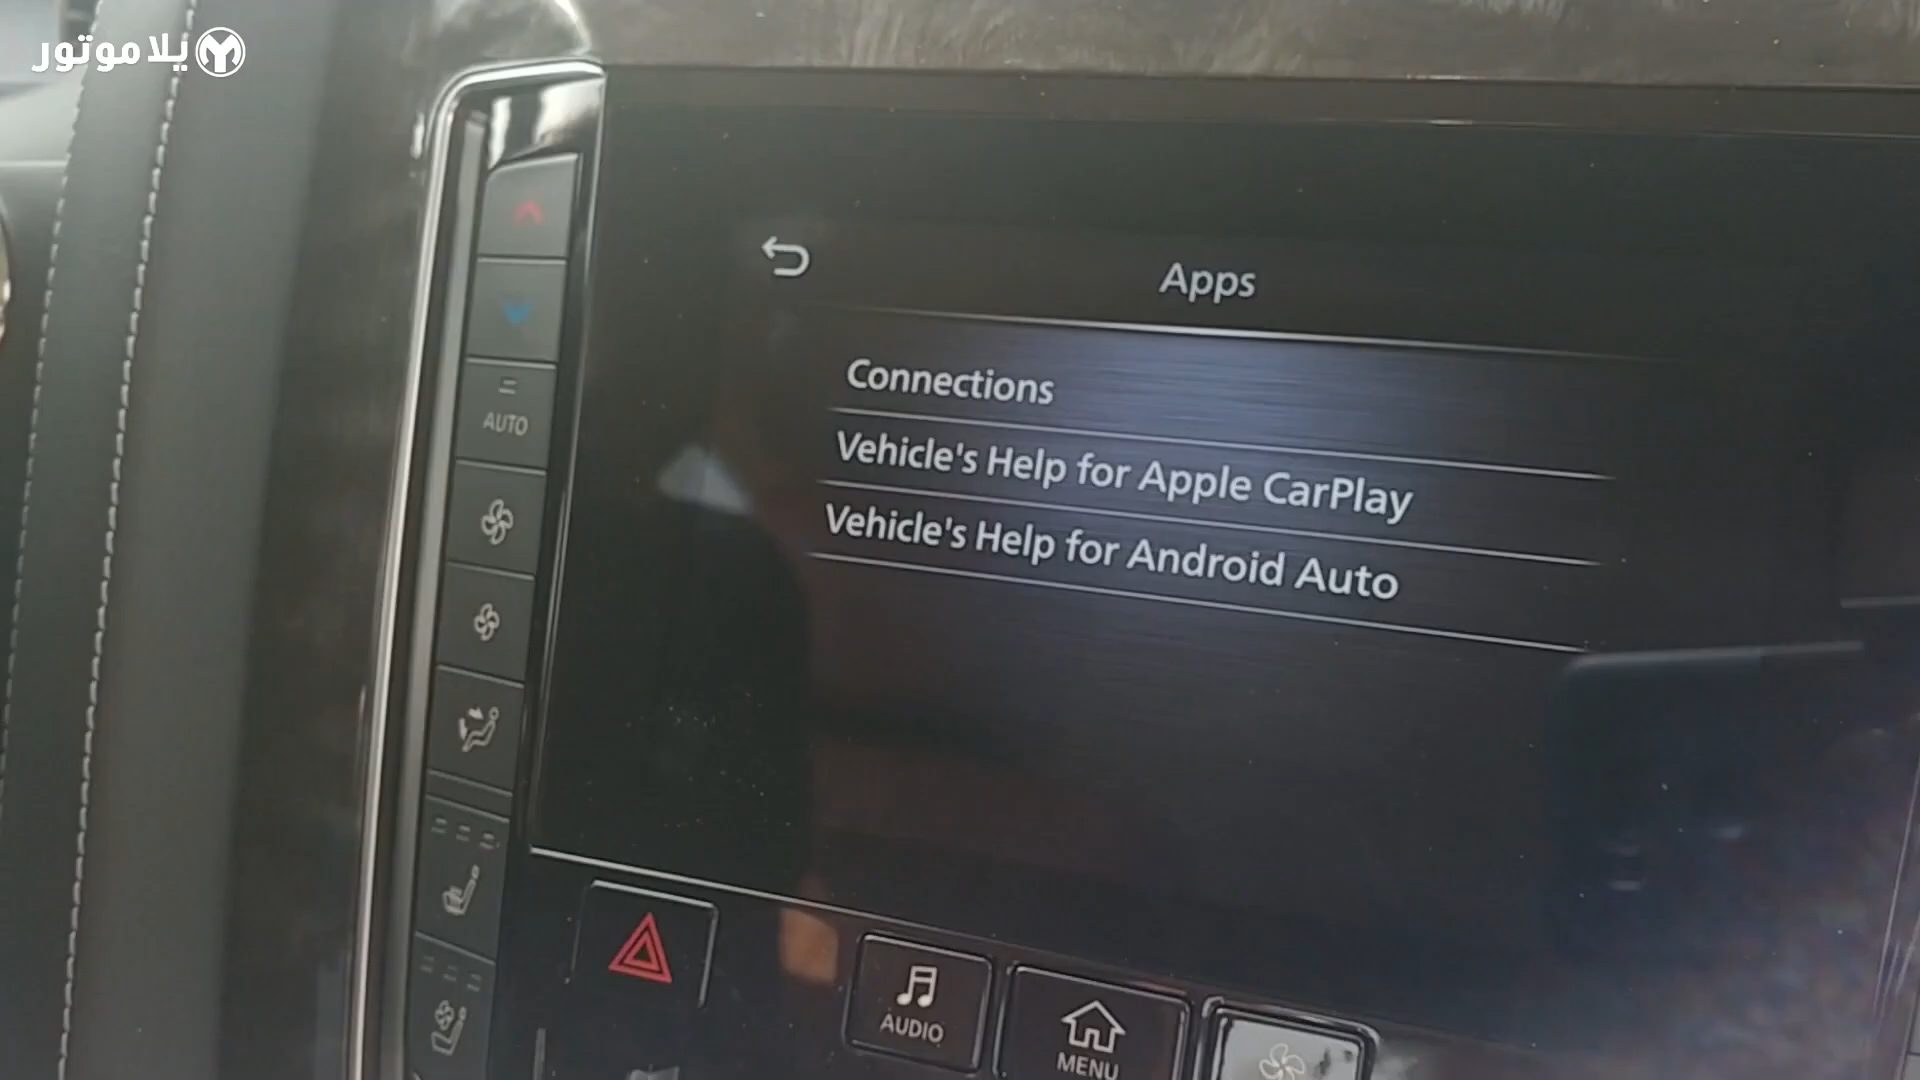 يلا موتور
Apps
Connections
Vehicle's Help for Apple CarPlay
Vehicle's Help for Android Auto
AUTO
AUDIO
MENU